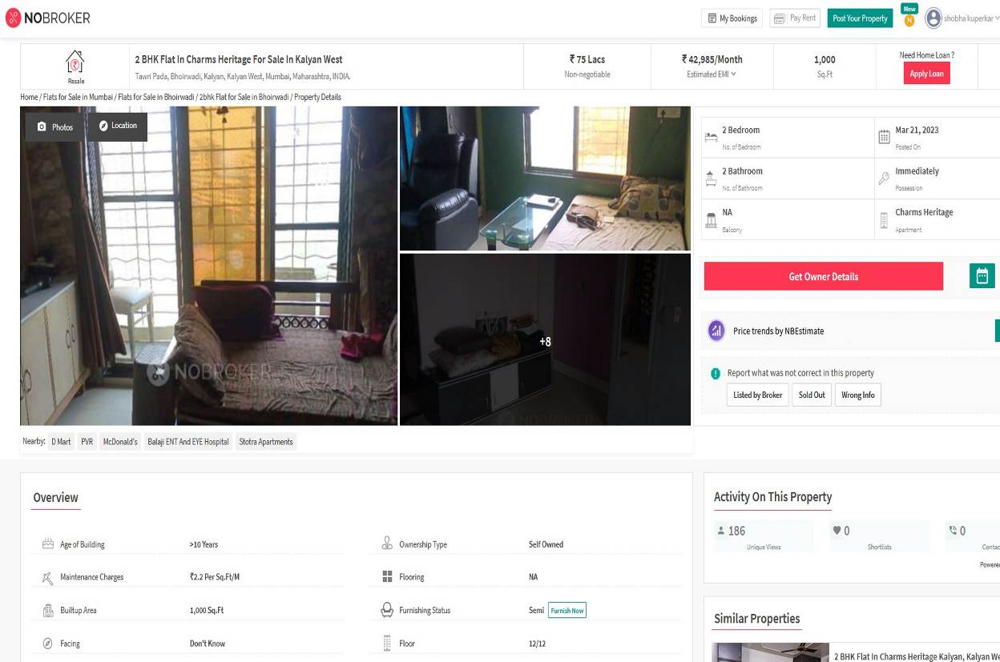 NOBROKER
My Bookings
Pay Rent
Post Your Property
New
N
shobha kuperkar
Resale
2 BHK Flat In Charms Heritage For Sale In Kalyan West
Tawri Pada, Bhoirwadi, Kalyan, Kalyan West, Mumbai, Maharashtra, INDIA.
₹ 75 Lacs
Non-negotiable
₹ 42,985/Month
Estimated EMI
1,000
Sq.Ft
Need Home Loan ?
Apply Loan
Home / Flats for Sale in Mumbai / Flats for Sale in Bhoirwadi / 2bhk Flat for Sale in Bhoirwadi / Property Details
Photos
Location
NOBROKER
+8
NOBROKER
2 Bedroom
No. of Bedroom
Mar 21, 2023
Posted On
2 Bathroom
No. of Bathroom
Immediately
Possession
NA
Balcony
Charms Heritage
Apartment
Get Owner Details
Price trends by NBEstimate
Report what was not correct in this property
Listed by Broker
Sold Out
Wrong Info
Nearby: D Mart PVR McDonald's Balaji ENT And EYE Hospital Stotra Apartments
Overview
Age of Building >10 Years
Ownership Type Self Owned
Maintenance Charges ₹2.2 Per Sq.Ft/M
Flooring NA
Builtup Area 1,000 Sq.Ft
Furnishing Status Semi Furnish Now
Facing Don't Know
Floor 12/12
Activity On This Property
186
Unique Views
0
Shortlists
0
Contac
Powere
Similar Properties
2 BHK Flat In Charms Heritage Kalyan, Kalyan We